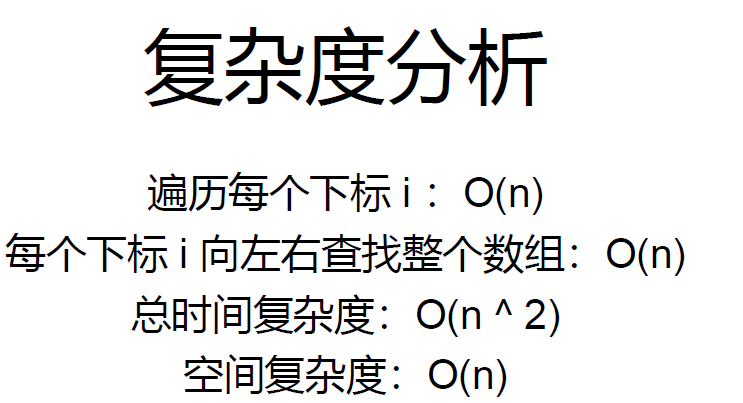 复杂度分析
遍历每个下标 i ：O(n)
每个下标 i 向左右查找整个数组：O(n)
总时间复杂度：O(n ^ 2)
空间复杂度：O(n)